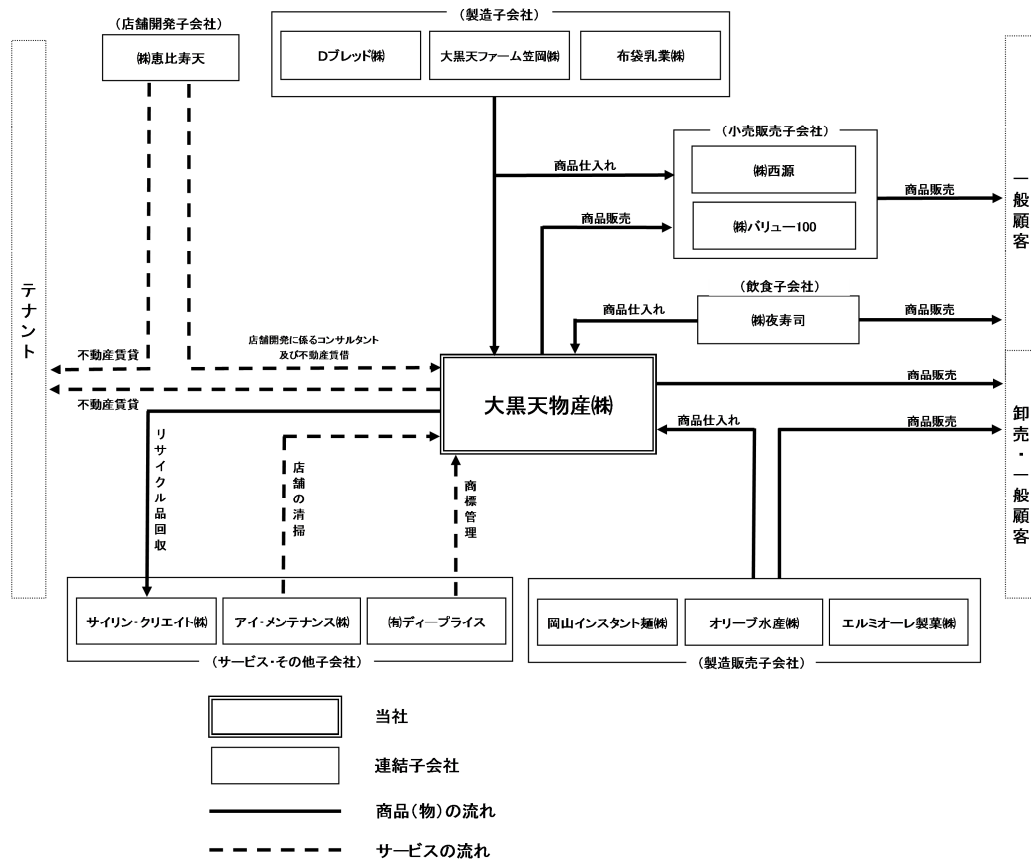 (店舗開発子会社)
㈱恵比寿天
(製造子会社)
Dブレッド㈱
大黒天ファーム笠岡㈱
布袋乳業㈱
(小売販売子会社)
㈱西源
㈱バリュー100
商品仕入れ
商品販売
商品販売
一般顧客
(飲食子会社)
㈱夜寿司
商品仕入れ
商品販売
テナント
不動産賃貸
店舗開発に係るコンサルタント
及び不動産賃借
不動産賃貸
大黒天物産㈱
商品販売
商品仕入れ
商品販売
卸売・一般顧客
リサイクル品回収
店舗の清掃
商標管理
サイリン-クリエイト㈱
アイ-メンテナンス㈱
㈲ディープライス
(サービス・その他子会社)
岡山インスタント麺㈱
オリーブ水産㈱
エルミオーレ製菓㈱
(製造販売子会社)
当社
連結子会社
商品(物)の流れ
サービスの流れ